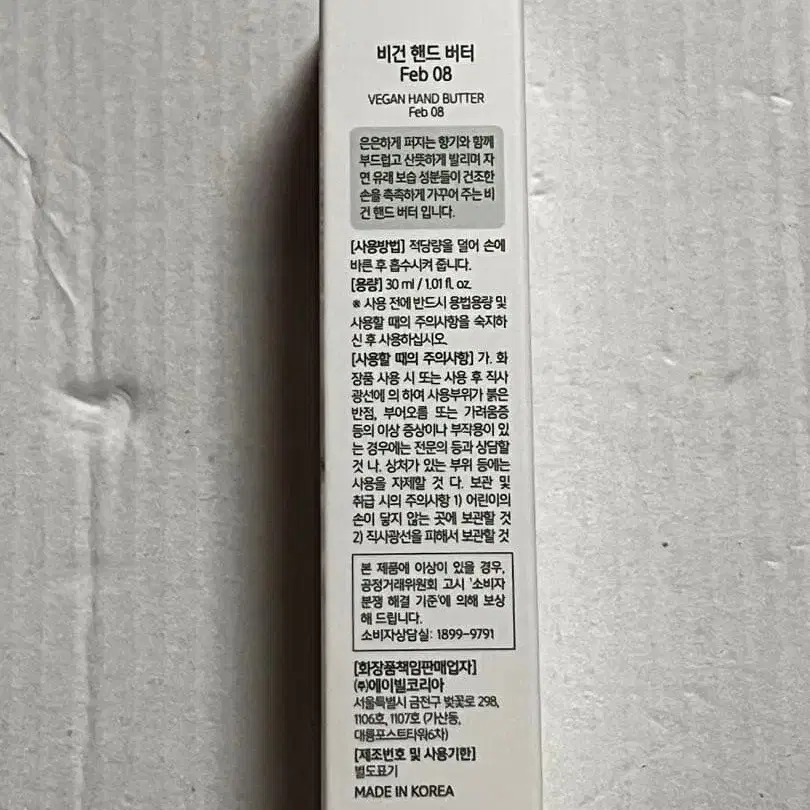 비건 핸드 버터
Feb 08
VEGAN HAND BUTTER
Feb 08
은은하게 퍼지는 향기와 함께
부드럽고 산뜻하게 발리며 자
연 유래 보습 성분들이 건조한
손을 촉촉하게 가꾸어 주는 비
건 핸드 버터 입니다.
[사용방법] 적당량을 덜어 손에
바른 후 흡수시켜 줍니다.
[용량] 30 ml / 1.01 fl. oz.
※ 사용 전에 반드시 용법용량 및
사용할 때의 주의사항을 숙지하
신 후 사용하십시오.
[사용할 때의 주의사항] 가. 화
장품 사용 시 또는 사용 후 직사
광선에 의 하여 사용부위가 붉은
반점, 부어오름 또는 가려움증
등의 이상 증상이나 부작용이 있
는 경우에는 전문의 등과 상담할
것 나. 상처가 있는 부위 등에는
사용을 자제할 것 다. 보관 및
취급 시의 주의사항 1) 어린이의
손이 닿지 않는 곳에 보관할 것
2) 직사광선을 피해서 보관할 것
본 제품에 이상이 있을 경우,
공정거래위원회 고시 '소비자
분쟁 해결 기준'에 의해 보상
해 드립니다.
소비자상담실: 1899-9791
[화장품책임판매업자]
㈜에이빌코리아
서울특별시 금천구 벚꽃로 298,
1106호, 1107호 (가산동,
대륭포스트타워6차)
[제조번호 및 사용기한]
별도표기
MADE IN KOREA